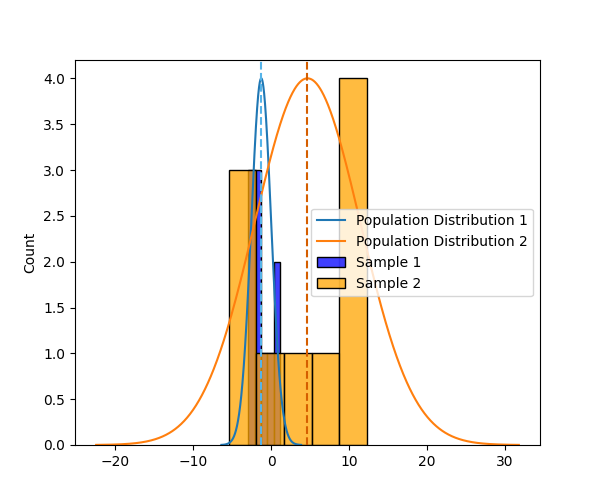 4.0
3.5
3.0
2.5
2.0
1.5
1.0
0.5
0.0
Count
Population Distribution 1
Population Distribution 2
Sample 1
Sample 2
−20 −10 0 10 20 30